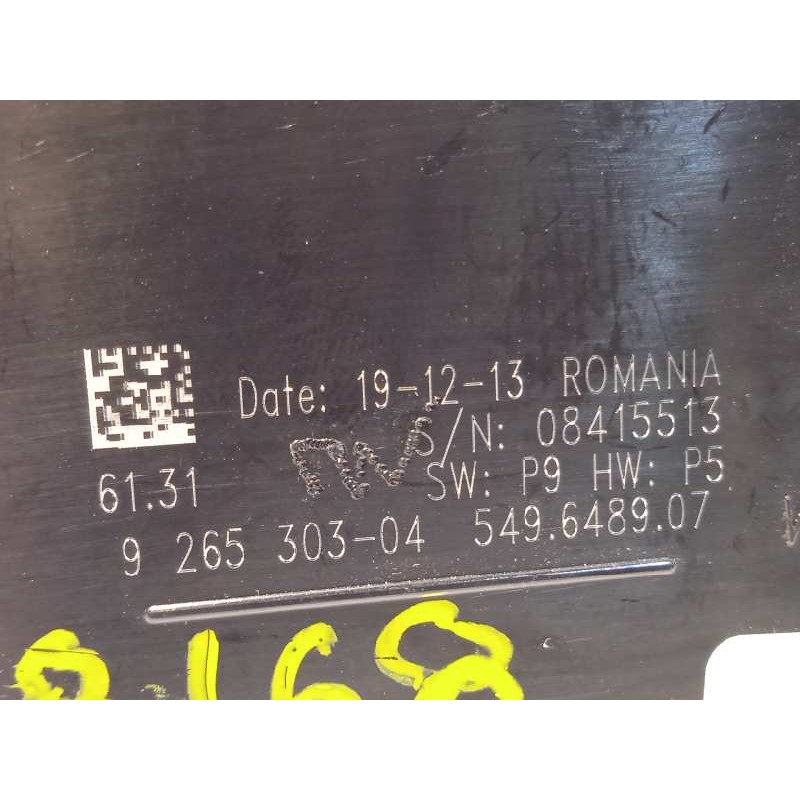 Date: 19-12-13 ROMANIA
S/N: 08415513
61.31 SW: P9 HW: P5
9 265 303-04 549.6489.07
168